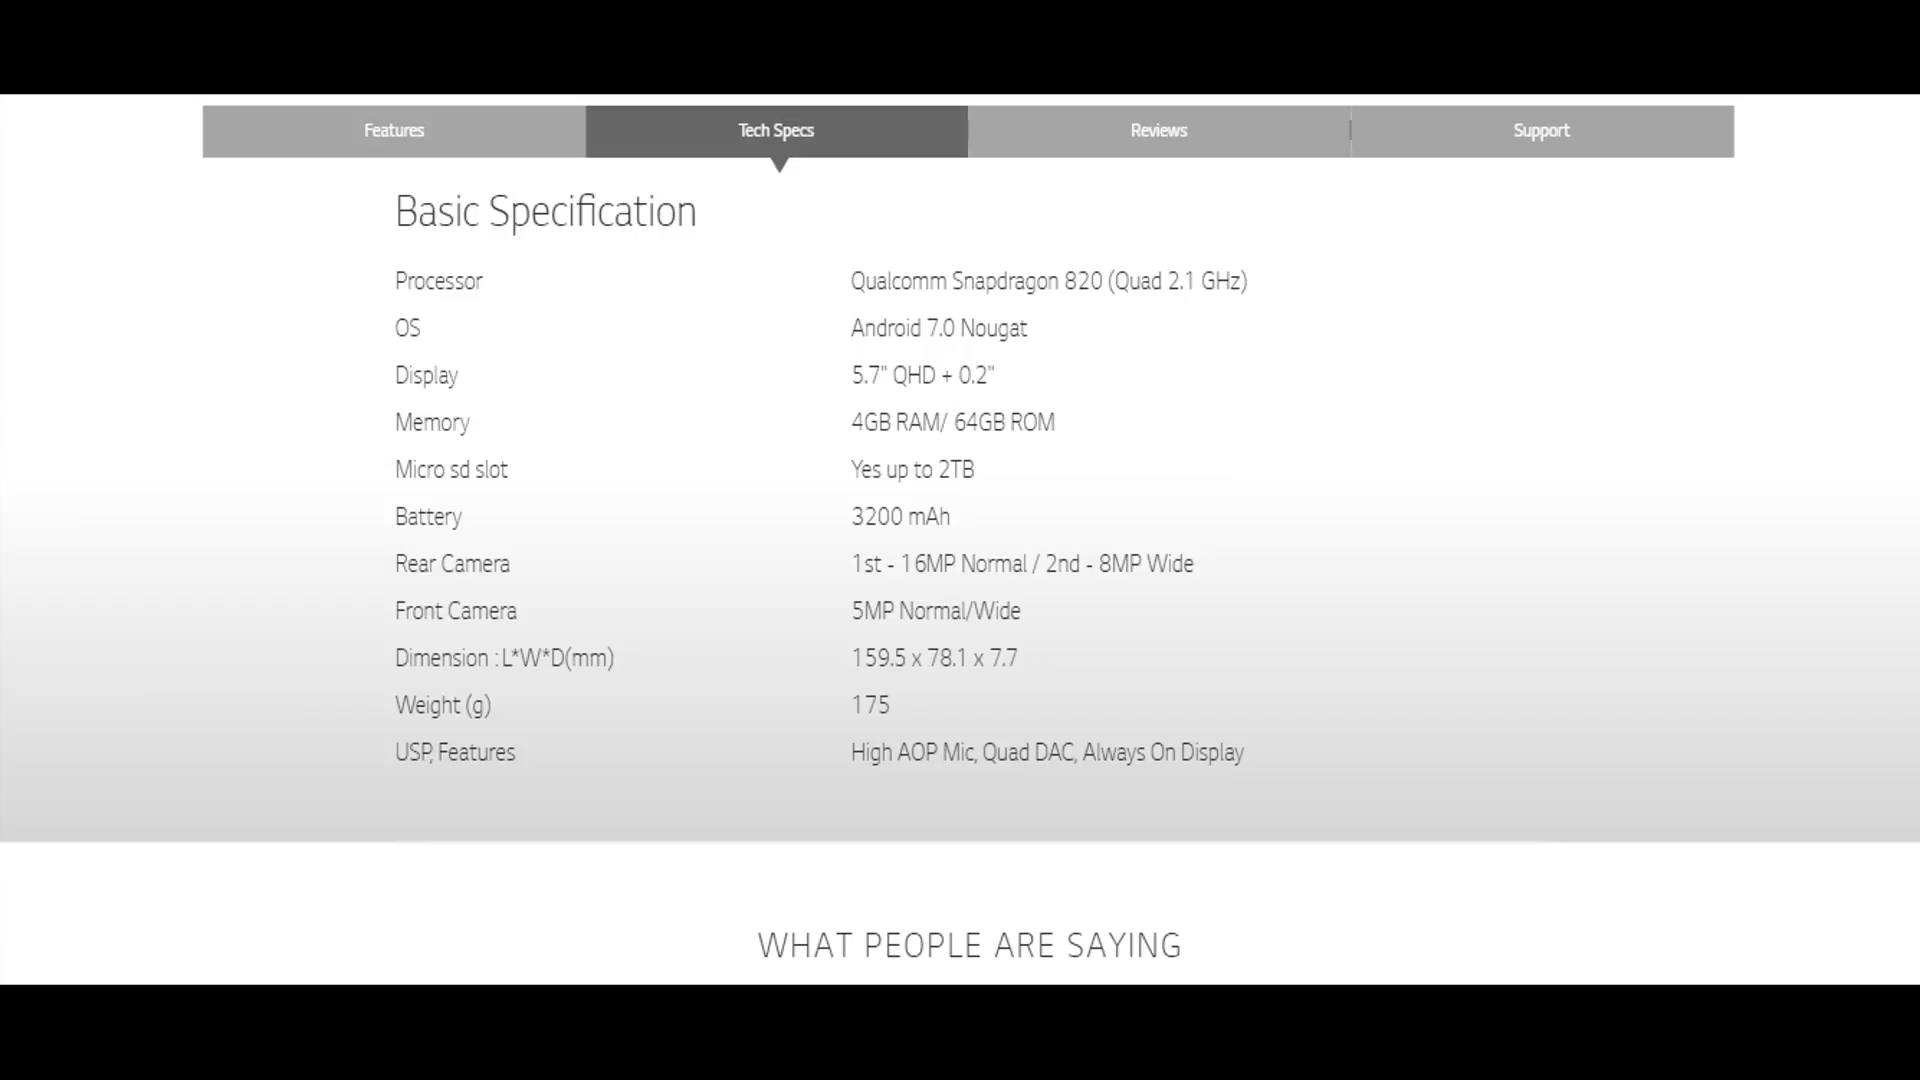 Features Tech Specs Reviews Support
Basic Specification
Processor Qualcomm Snapdragon 820 (Quad 2.1 GHz)
OS Android 7.0 Nougat
Display 5.7" QHD + 0.2"
Memory 4GB RAM/ 64GB ROM
Micro sd slot Yes up to 2TB
Battery 3200 mAh
Rear Camera 1st - 16MP Normal / 2nd - 8MP Wide
Front Camera 5MP Normal/Wide
Dimension : L*W*D(mm) 159.5 x 78.1 x 7.7
Weight (g) 175
USP, Features High AOP Mic, Quad DAC, Always On Display
WHAT PEOPLE ARE SAYING